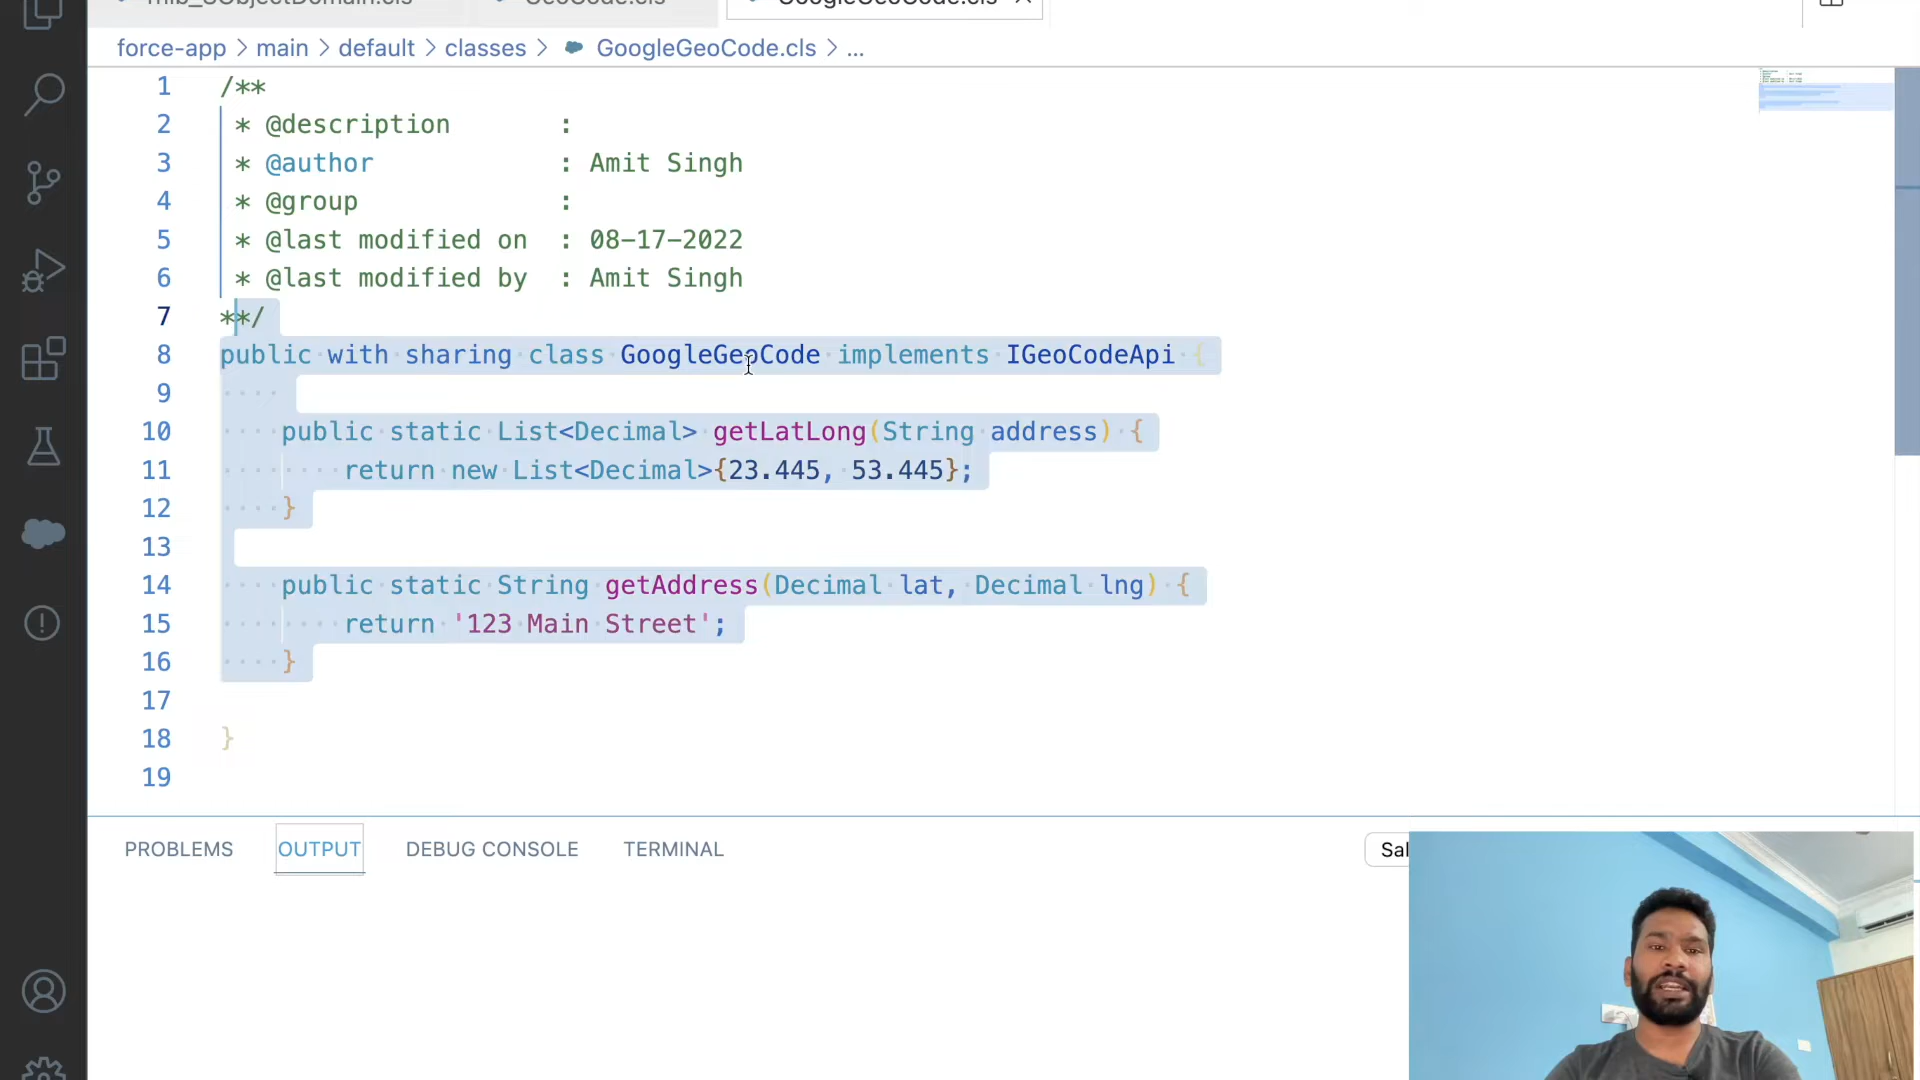 GoogleGeoCode.cls
force-app > main > default > classes > GoogleGeoCode.cls > ...
1 /**
2 * @description :
3 * @author : Amit Singh
4 * @group :
5 * @last modified on : 08-17-2022
6 * @last modified by : Amit Singh
7 **/
8 public with sharing class GoogleGeoCode implements IGeoCodeApi {
9
10 public static List<Decimal> getLatLong(String address) {
11 return new List<Decimal>{23.445, 53.445};
12 }
13
14 public static String getAddress(Decimal lat, Decimal lng) {
15 return '123 Main Street';
16 }
17
18 }
19
PROBLEMS OUTPUT DEBUG CONSOLE TERMINAL Sal